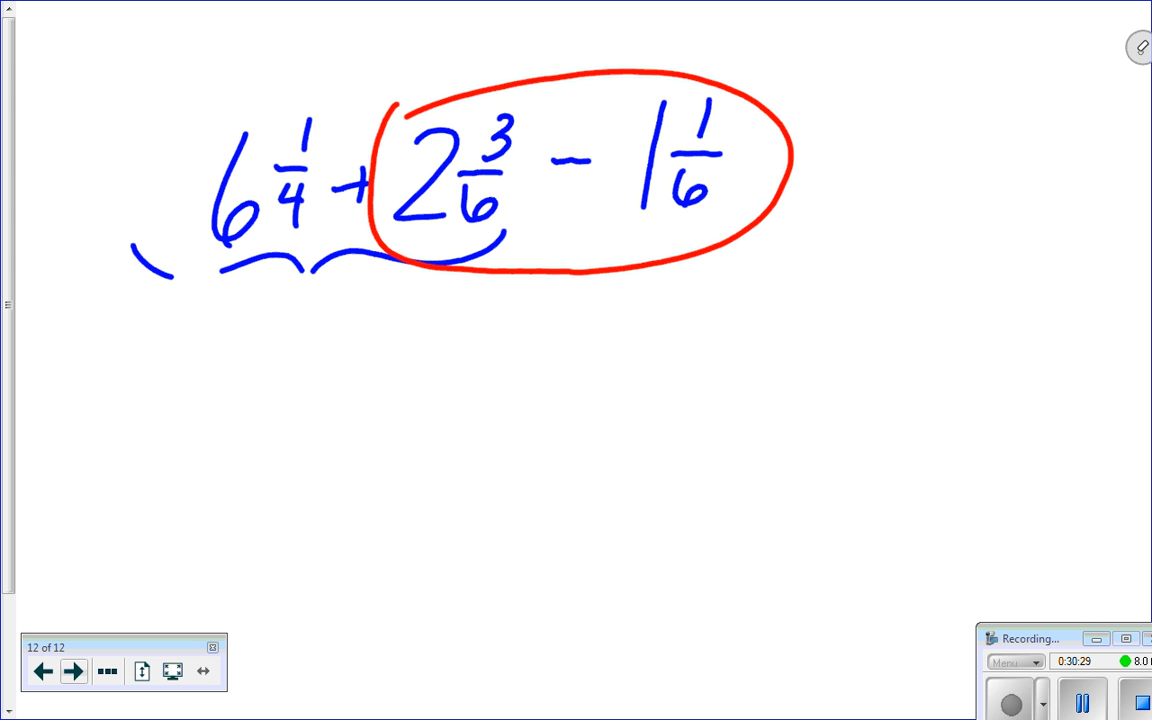 6 1/4 + 2 3/6 − 1 1/6
12 of 12
Recording...
Menu
0:30:29
8.0